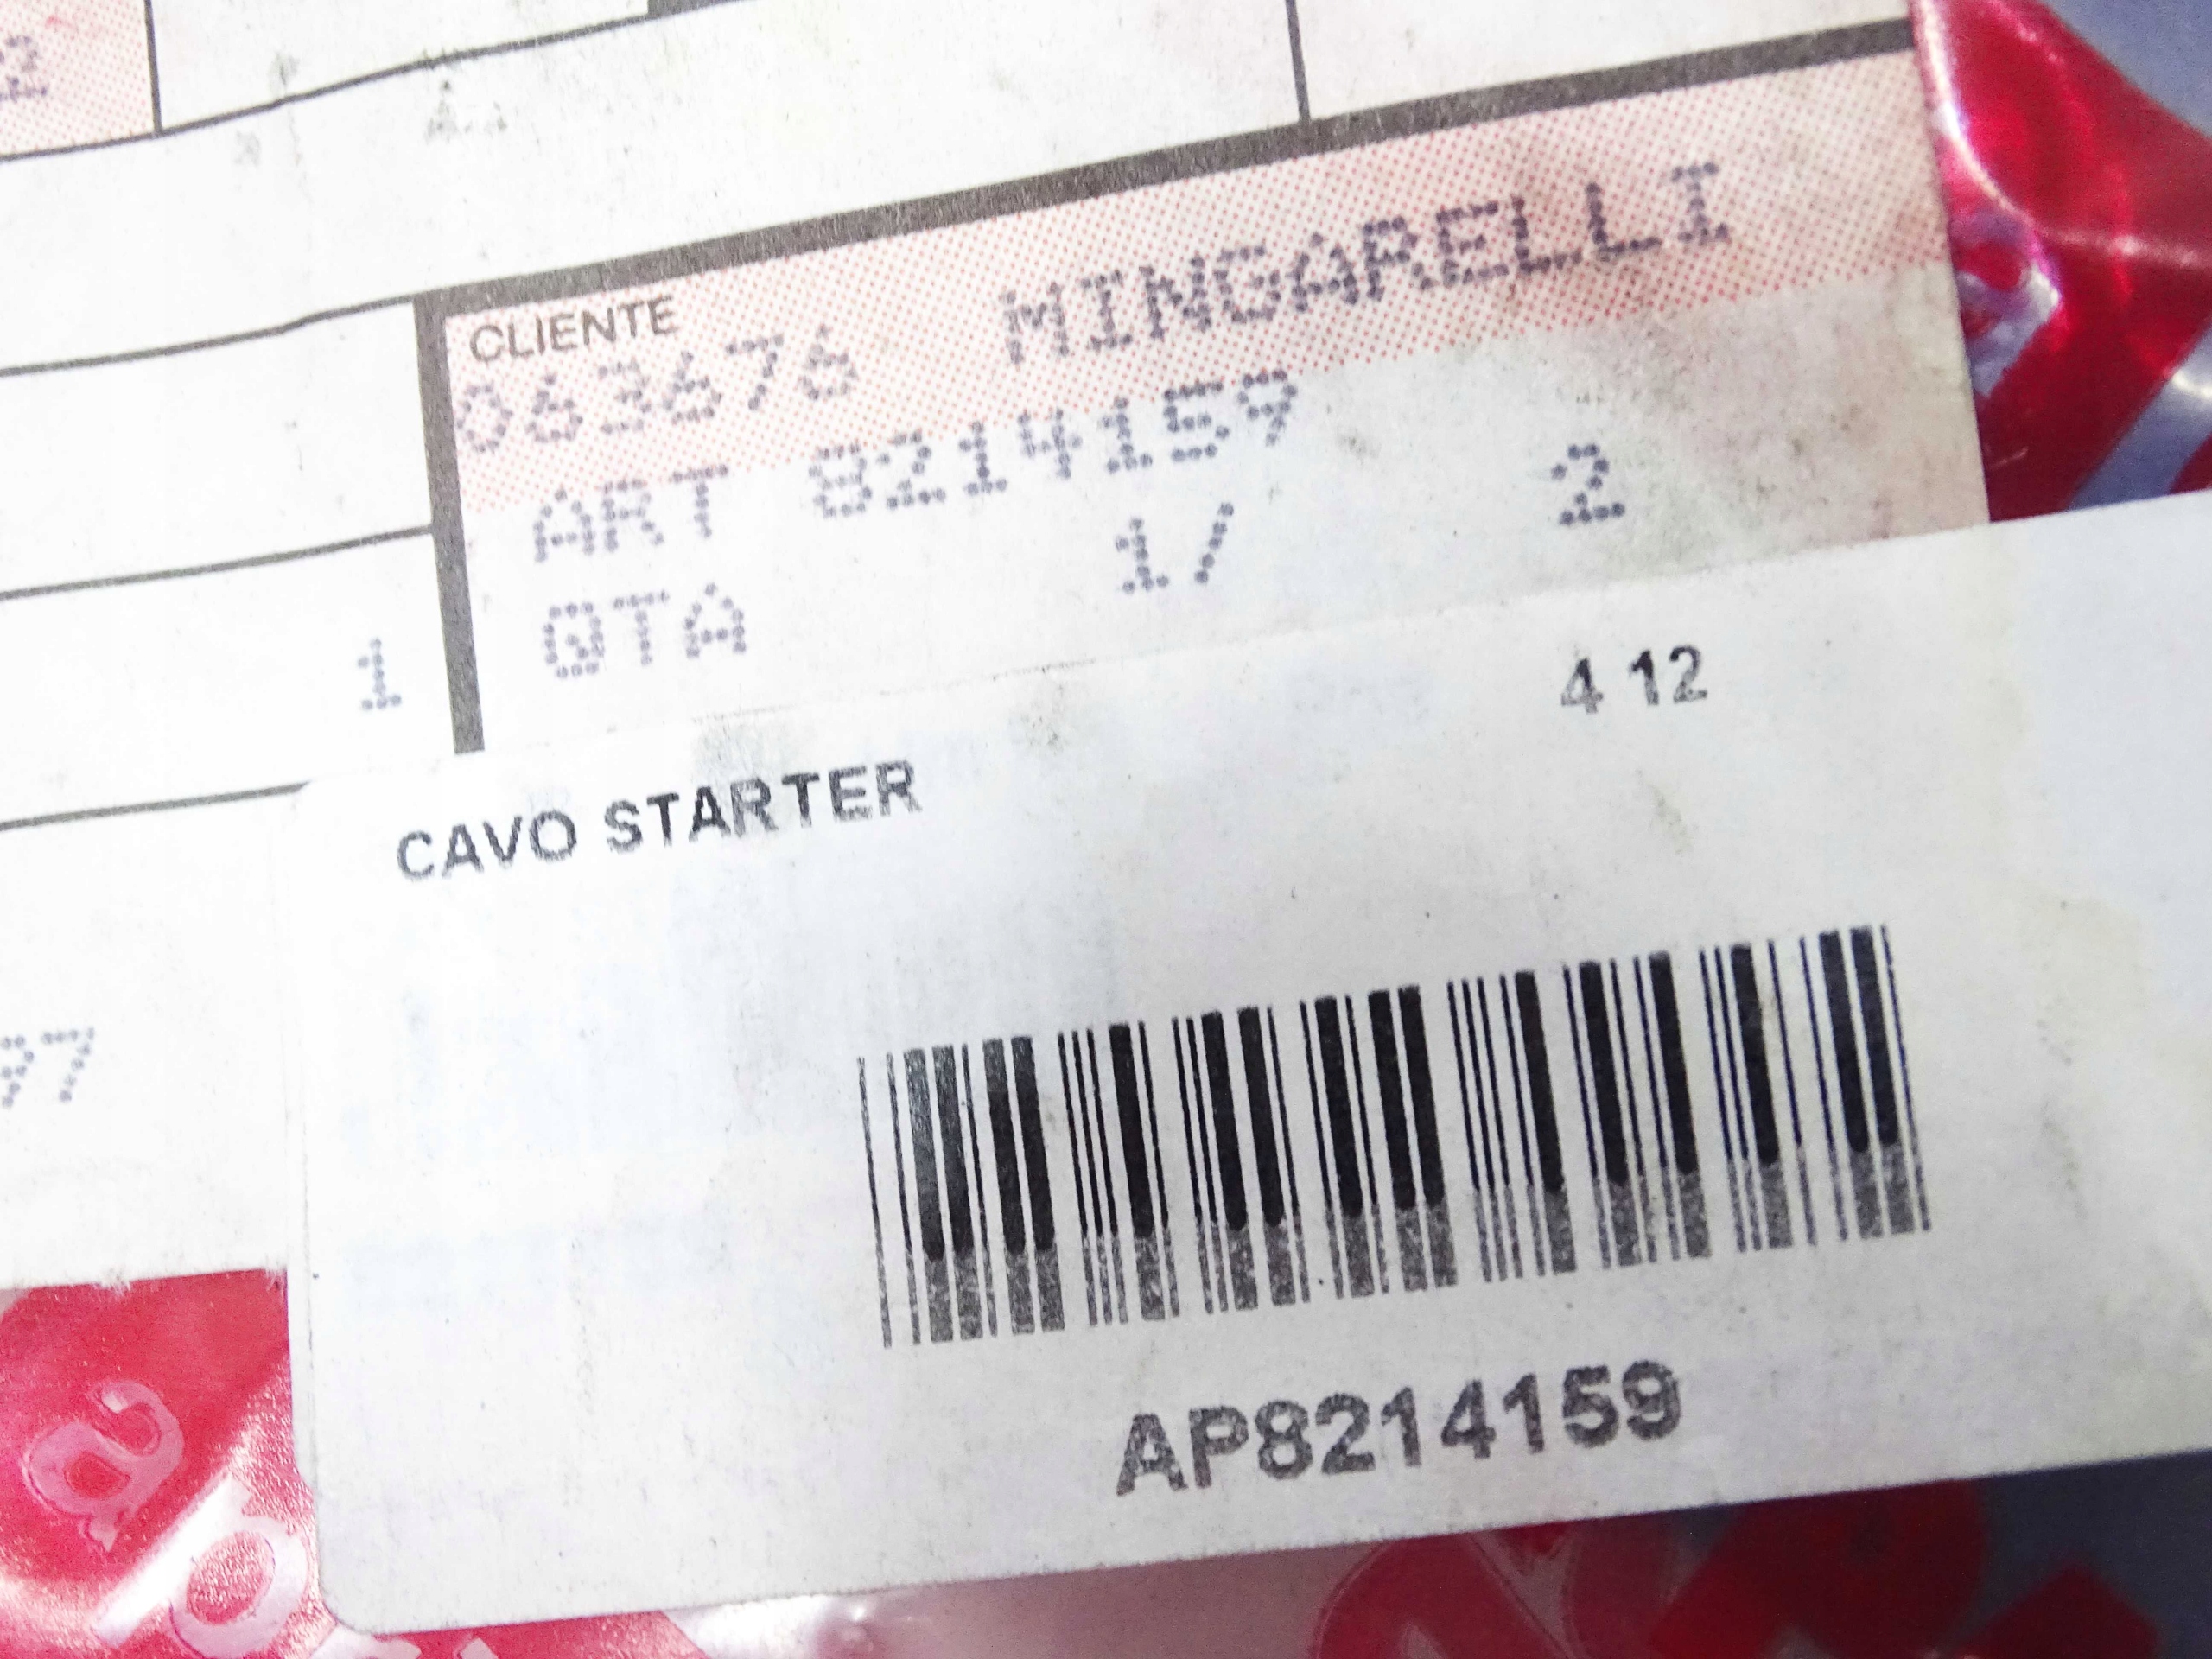 CLIENTE
063676 MINGARELLI
ART 8214159
QTA 1/ 2
1
4 12
CAVO STARTER
AP8214159